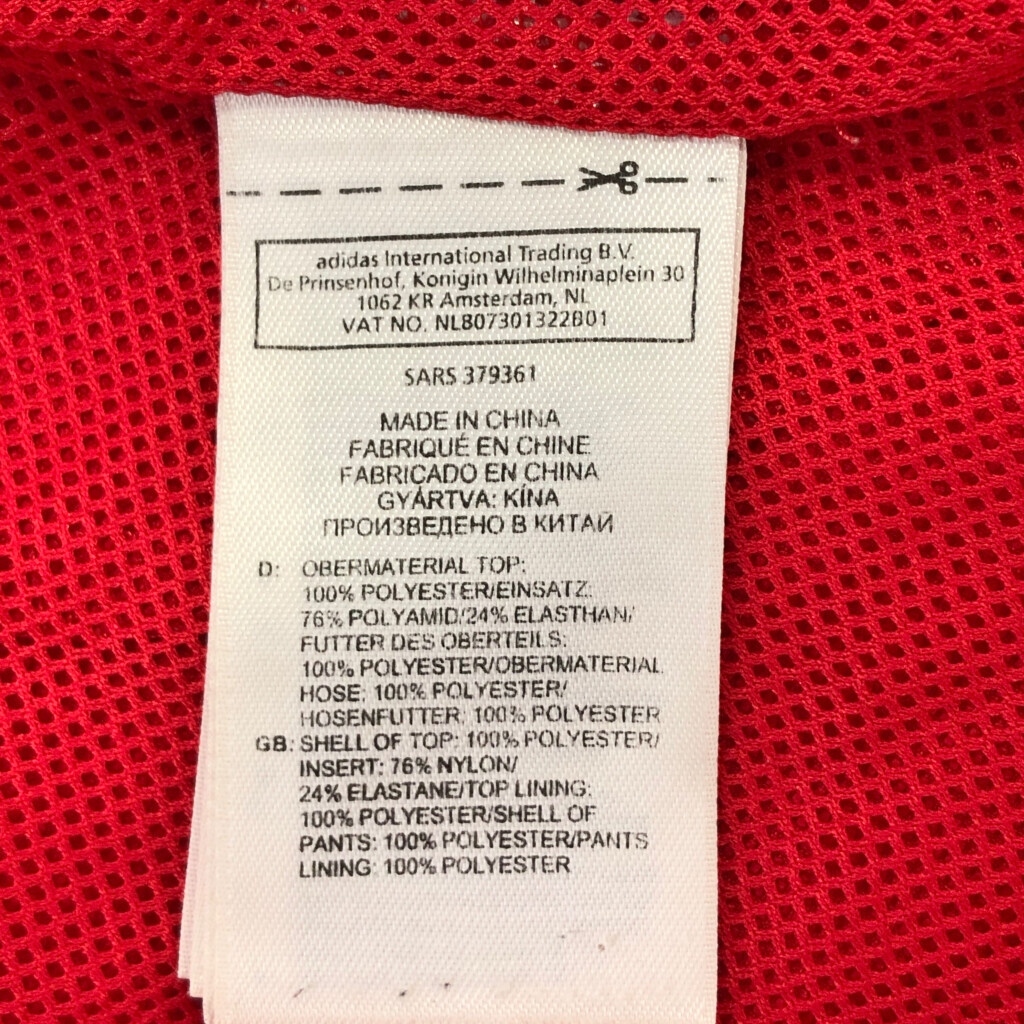 adidas International Trading B.V.
De Prinsenhof, Konigin Wilhelminaplein 30
1062 KR Amsterdam, NL
VAT NO. NL807301322B01
SARS 379361
MADE IN CHINA
FABRIQUÉ EN CHINE
FABRICADO EN CHINA
GYÁRTVA: KÍNA
ПРОИЗВЕДЕНО В КИТАЙ
D: OBERMATERIAL TOP:
100% POLYESTER/EINSATZ:
76% POLYAMID/24% ELASTHAN/
FUTTER DES OBERTEILS:
100% POLYESTER/OBERMATERIAL
HOSE: 100% POLYESTER/
HOSENFUTTER: 100% POLYESTER
GB: SHELL OF TOP: 100% POLYESTER/
INSERT: 76% NYLON/
24% ELASTANE/TOP LINING:
100% POLYESTER/SHELL OF
PANTS: 100% POLYESTER/PANTS
LINING: 100% POLYESTER